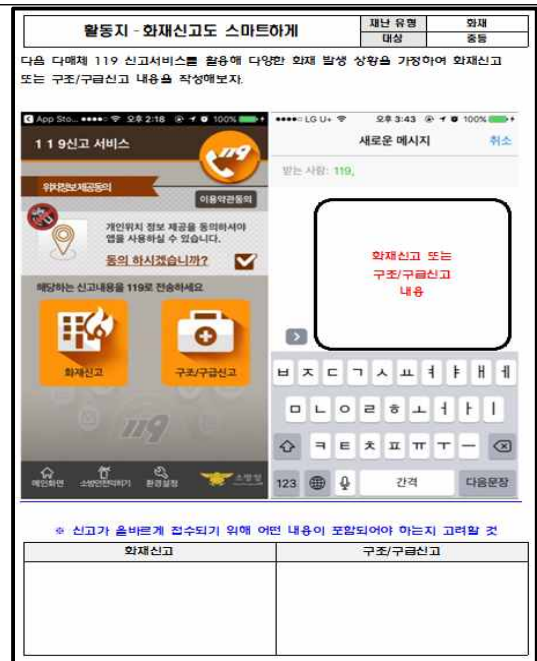 활동지 - 화재신고도 스마트하게
재난 유형
화재
대상
중등
다음 다매체 119 신고서비스를 활용해 다양한 화재 발생 상황을 가정하여 화재신고
또는 구조/구급신고 내용을 작성해보자.
App Sto... 오후 2:18 100%
1 1 9신고 서비스
119
위치정보제공동의
이용약관동의
개인위치 정보 제공을 동의하셔야
앱을 사용하실 수 있습니다.
동의 하시겠습니까?
해당하는 신고내용을 119로 전송하세요
화재신고
구조/구급신고
119
메인화면
소방안전익히기
환경설정
소방청
LG U+ 오후 3:43 100%
새로운 메시지
취소
받는 사람: 119,
화재신고 또는
구조/구급신고
내용
ㅂ ㅈ ㄷ ㄱ ㅅ ㅛ ㅕ ㅑ ㅐ ㅔ
ㅁ ㄴ ㅇ ㄹ ㅎ ㅗ ㅓ ㅏ ㅣ
ㅋ ㅌ ㅊ ㅍ ㅠ ㅜ ㅡ
123
간격
다음문장
※ 신고가 올바르게 접수되기 위해 어떤 내용이 포함되어야 하는지 고려할 것
화재신고
구조/구급신고